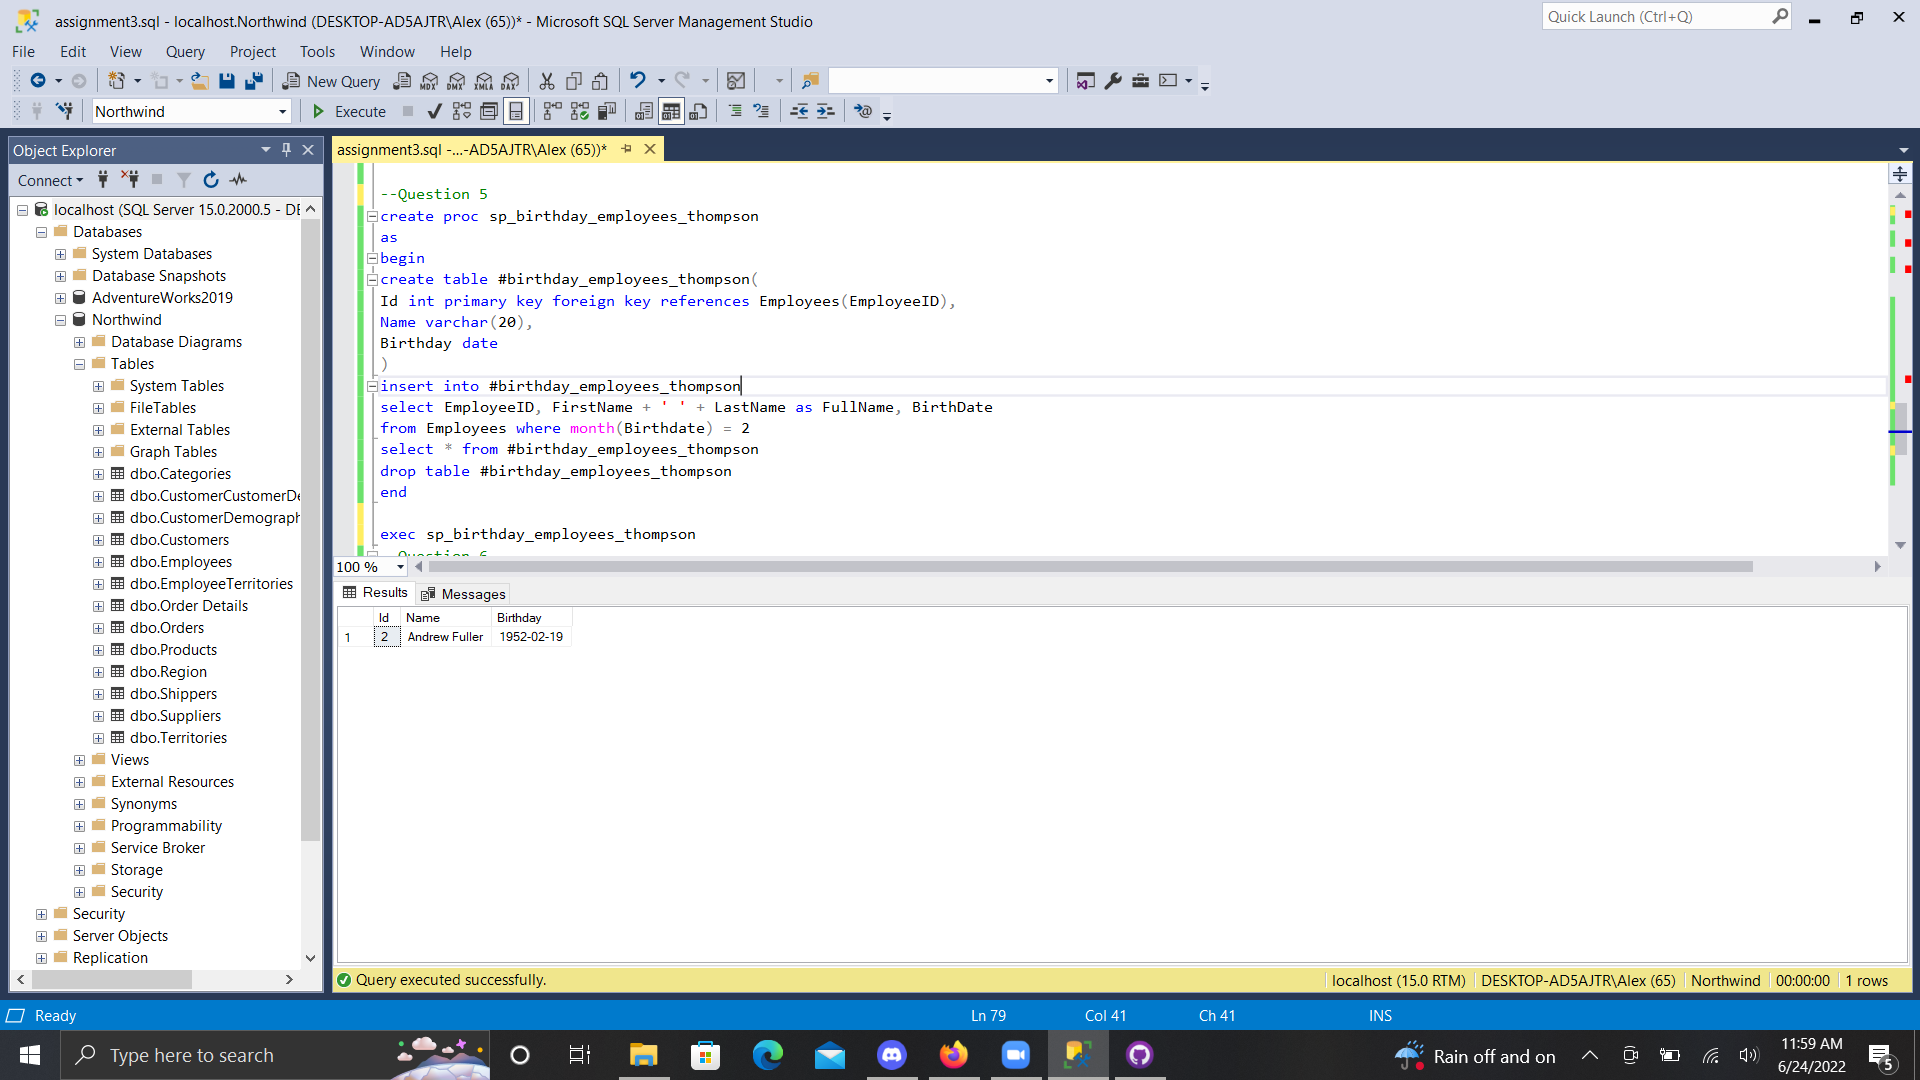 assignment3.sql - localhost.Northwind (DESKTOP-AD5AJTR\Alex (65))* - Microsoft SQL Server Management Studio
Quick Launch (Ctrl+Q)
File Edit View Query Project Tools Window Help
New Query
MDX DMX XMLA DAX
Northwind
Execute
Object Explorer
assignment3.sql -...-AD5AJTR\Alex (65))*
Connect
localhost (SQL Server 15.0.2000.5 - DE
Databases
System Databases
Database Snapshots
AdventureWorks2019
Northwind
Database Diagrams
Tables
System Tables
FileTables
External Tables
Graph Tables
dbo.Categories
dbo.CustomerCustomerDe
dbo.CustomerDemograph
dbo.Customers
dbo.Employees
dbo.EmployeeTerritories
dbo.Order Details
dbo.Orders
dbo.Products
dbo.Region
dbo.Shippers
dbo.Suppliers
dbo.Territories
Views
External Resources
Synonyms
Programmability
Service Broker
Storage
Security
Security
Server Objects
Replication
--Question 5
create proc sp_birthday_employees_thompson
as
begin
create table #birthday_employees_thompson(
Id int primary key foreign key references Employees(EmployeeID),
Name varchar(20),
Birthday date
)
insert into #birthday_employees_thompson
select EmployeeID, FirstName + ' ' + LastName as FullName, BirthDate
from Employees where month(Birthdate) = 2
select * from #birthday_employees_thompson
drop table #birthday_employees_thompson
end
exec sp_birthday_employees_thompson
Question 6
100 %
Results Messages
Id Name Birthday
1 2 Andrew Fuller 1952-02-19
Query executed successfully.
localhost (15.0 RTM) DESKTOP-AD5AJTR\Alex (65) Northwind 00:00:00 1 rows
Ready
Ln 79 Col 41 Ch 41 INS
Type here to search
Rain off and on
11:59 AM
6/24/2022
5